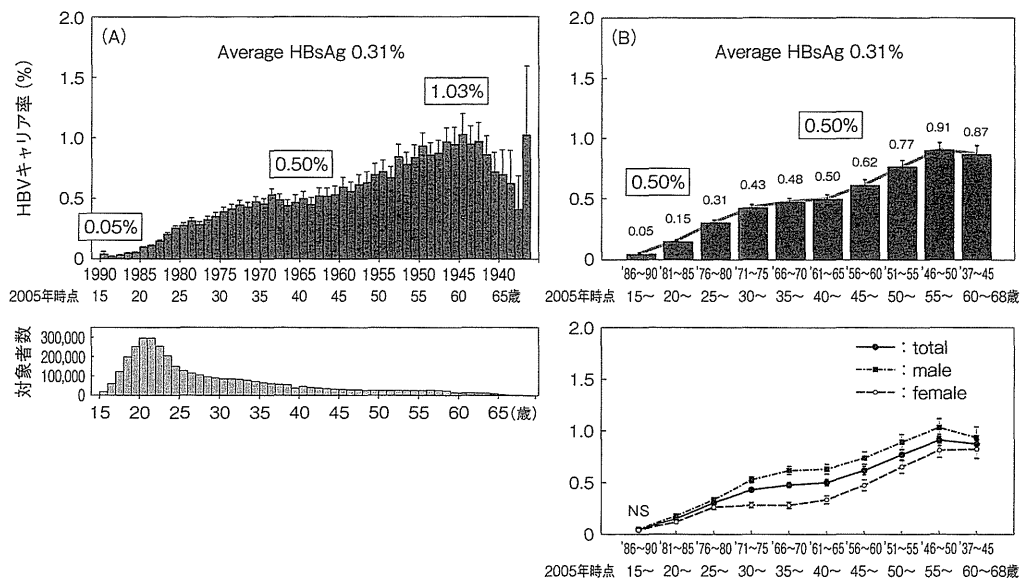 (A)
Average HBsAg 0.31%
HBVキャリア率 (%)
2.0
1.5
1.0
0.5
0
0.05%
0.50%
1.03%
1990 1985 1980 1975 1970 1965 1960 1955 1950 1945 1940
2005年時点 15 20 25 30 35 40 45 50 55 60 65歳
対象者数
300,000
200,000
100,000
0
15 20 25 30 35 40 45 50 55 60 65(歳)
(B)
Average HBsAg 0.31%
2.0
1.5
1.0
0.5
0
0.50%
0.50%
0.05 0.15 0.31 0.43 0.48 0.50 0.62 0.77 0.91 0.87
'86~90 '81~85 '76~80 '71~75 '66~70 '61~65 '56~60 '51~55 '46~50 '37~45
2005年時点 15~ 20~ 25~ 30~ 35~ 40~ 45~ 50~ 55~ 60~68歳
2.0
1.5
1.0
0.5
0
: total
: male
: female
NS
'86~90 '81~85 '76~80 '71~75 '66~70 '61~65 '56~60 '51~55 '46~50 '37~45
2005年時点 15~ 20~ 25~ 30~ 35~ 40~ 45~ 50~ 55~ 60~68歳